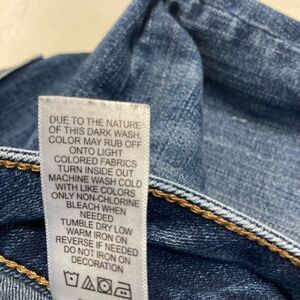 DUE TO THE NATURE
OF THIS DARK WASH
COLOR MAY RUB OFF
ONTO LIGHT
COLORED FABRICS
TURN INSIDE OUT
MACHINE WASH COLD
WITH LIKE COLORS
ONLY NON-CHLORINE
BLEACH WHEN
NEEDED
TUMBLE DRY LOW
WARM IRON ON
REVERSE IF NEEDED
DO NOT IRON ON
DECORATION